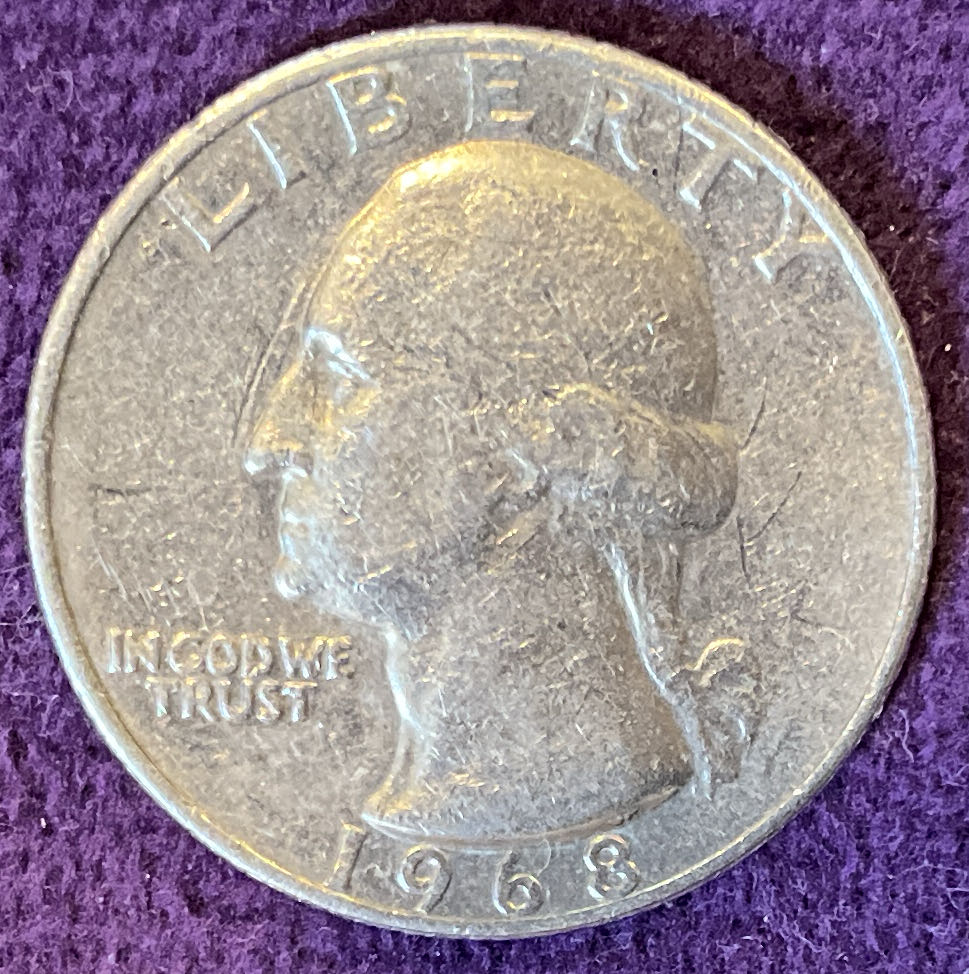 LIBERTY
IN GOD WE
TRUST
1968